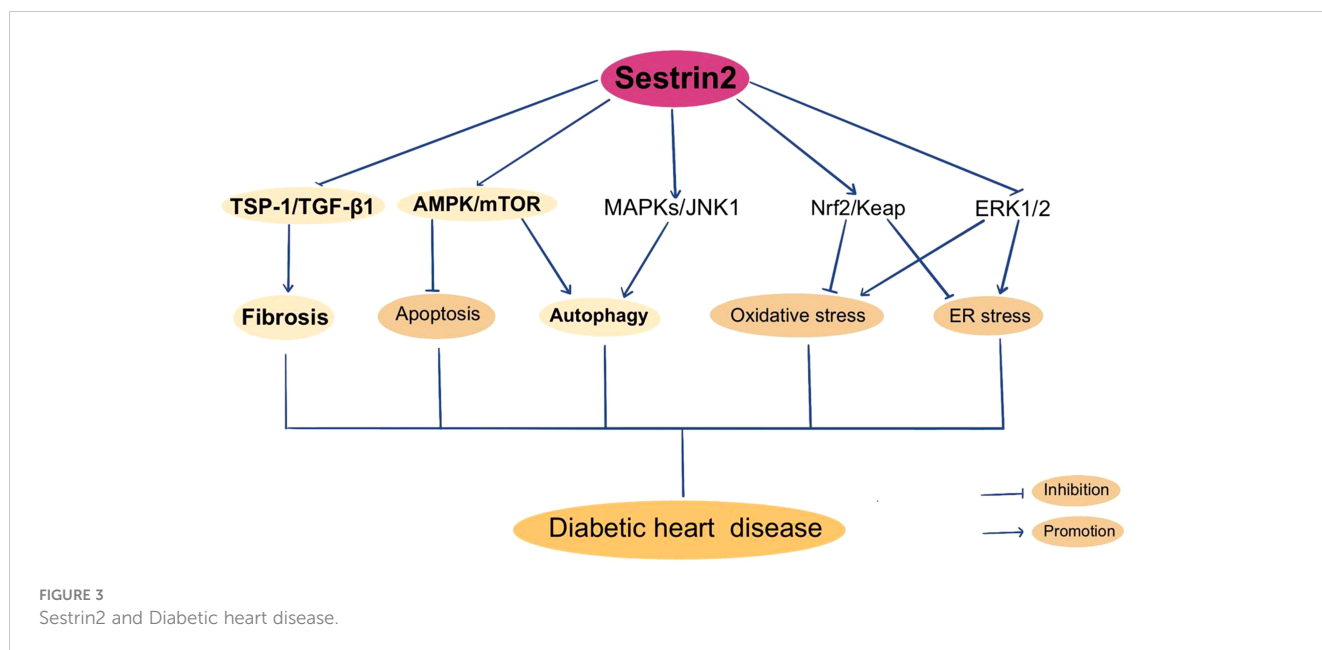 Sestrin2
TSP-1/TGF-β1
AMPK/mTOR
MAPKs/JNK1
Nrf2/Keap
ERK1/2
Fibrosis
Apoptosis
Autophagy
Oxidative stress
ER stress
Inhibition
Diabetic heart disease
Promotion
FIGURE 3
Sestrin2 and Diabetic heart disease.